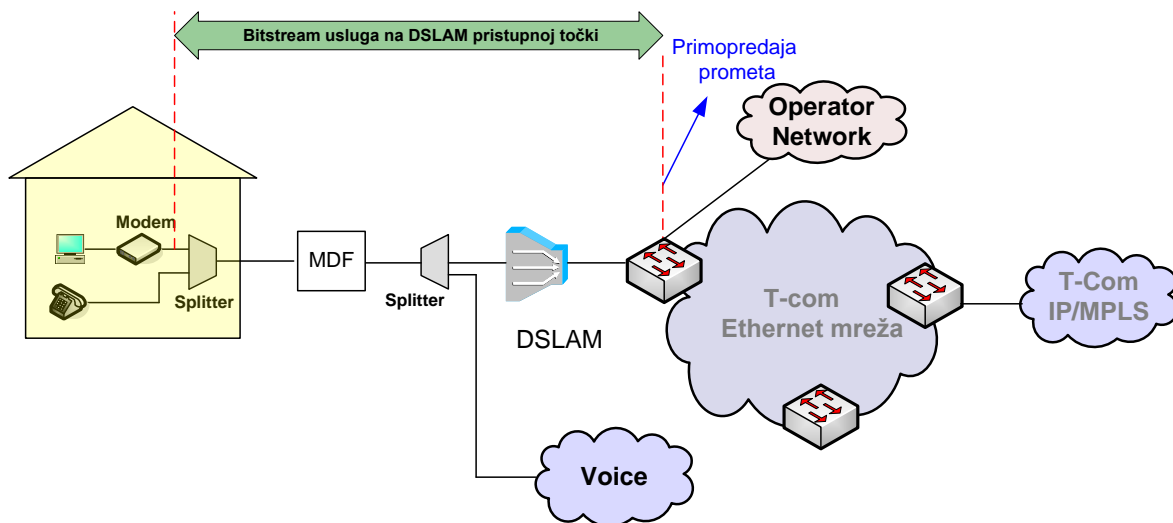 Bitstream usluga na DSLAM pristupnoj točki
Primopredaja
prometa
Operator
Network
Modem
Splitter
MDF
Splitter
DSLAM
T-com
Ethernet mreža
T-Com
IP/MPLS
Voice